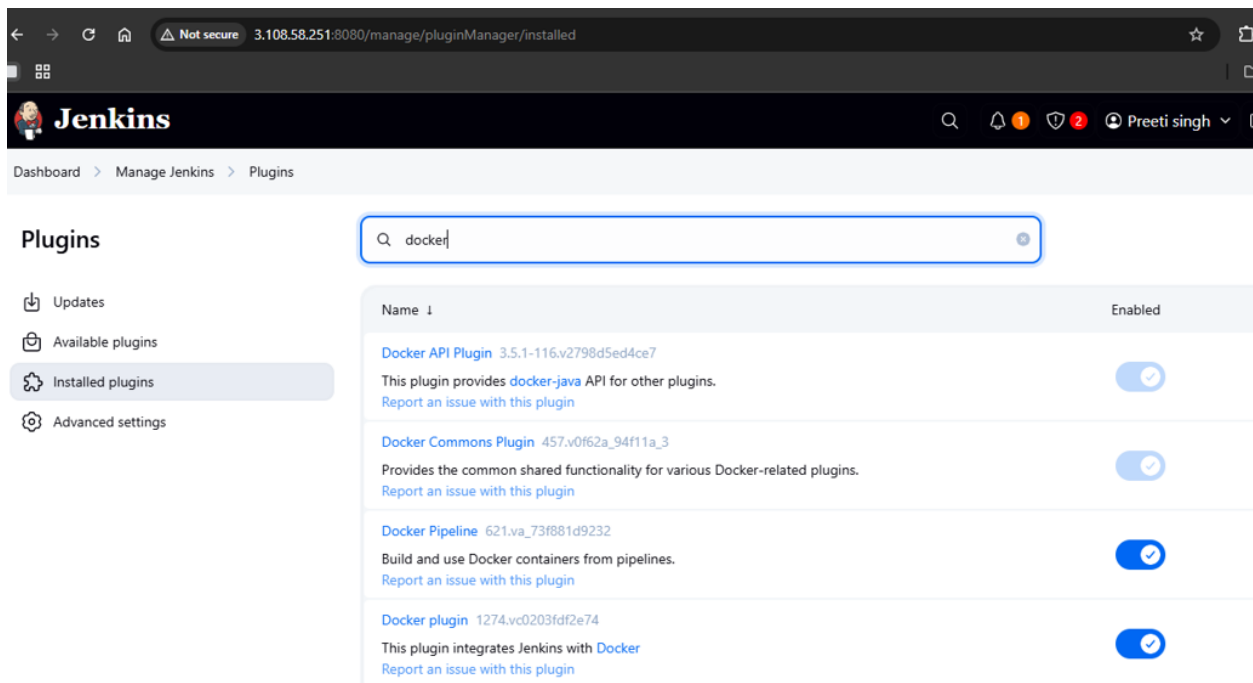 Not secure 3.108.58.251:8080/manage/pluginManager/installed
Jenkins
1 2 Preeti singh
Dashboard > Manage Jenkins > Plugins
Plugins
docker
Updates
Available plugins
Installed plugins
Advanced settings
Name ↓ Enabled
Docker API Plugin 3.5.1-116.v2798d5ed4ce7
This plugin provides docker-java API for other plugins.
Report an issue with this plugin
Docker Commons Plugin 457.v0f62a_94f11a_3
Provides the common shared functionality for various Docker-related plugins.
Report an issue with this plugin
Docker Pipeline 621.va_73f881d9232
Build and use Docker containers from pipelines.
Report an issue with this plugin
Docker plugin 1274.vc0203fdf2e74
This plugin integrates Jenkins with Docker
Report an issue with this plugin